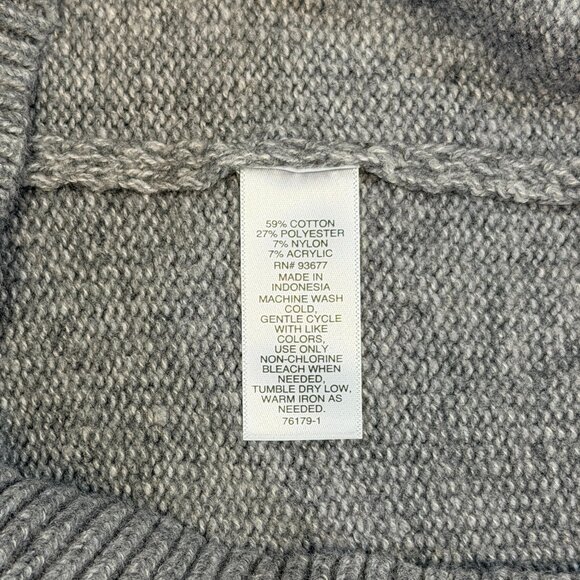 59% COTTON
27% POLYESTER
7% NYLON
7% ACRYLIC
RN# 93677
MADE IN
INDONESIA
MACHINE WASH
COLD,
GENTLE CYCLE
WITH LIKE
COLORS,
USE ONLY
NON-CHLORINE
BLEACH WHEN
NEEDED,
TUMBLE DRY LOW,
WARM IRON AS
NEEDED.
76179-1